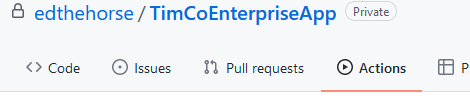 edthehorse / TimCoEnterpriseApp Private
Code Issues Pull requests Actions P